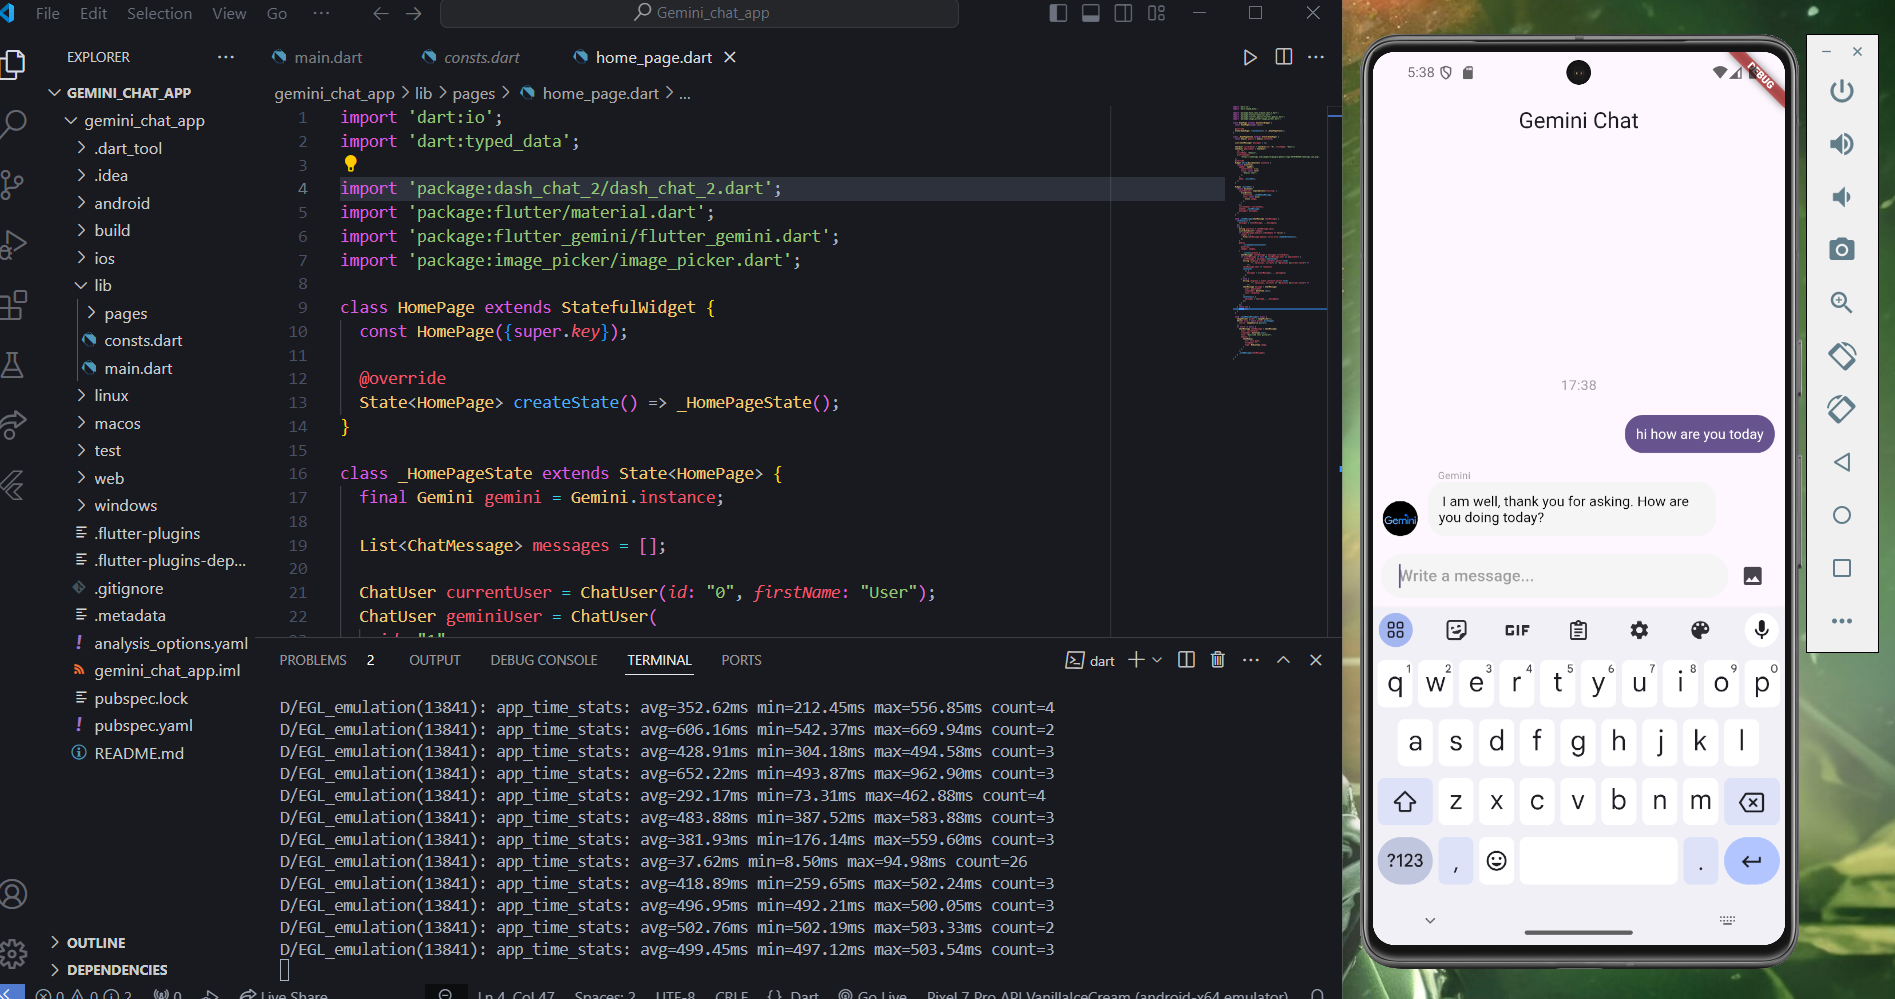 File Edit Selection View Go ··· Gemini_chat_app
EXPLORER ···
GEMINI_CHAT_APP
gemini_chat_app
.dart_tool
.idea
android
build
ios
lib
pages
consts.dart
main.dart
linux
macos
test
web
windows
.flutter-plugins
.flutter-plugins-dep...
.gitignore
.metadata
analysis_options.yaml
gemini_chat_app.iml
pubspec.lock
pubspec.yaml
README.md
OUTLINE
DEPENDENCIES
main.dart consts.dart home_page.dart
gemini_chat_app > lib > pages > home_page.dart > ...
1 import 'dart:io';
2 import 'dart:typed_data';
3
4 import 'package:dash_chat_2/dash_chat_2.dart';
5 import 'package:flutter/material.dart';
6 import 'package:flutter_gemini/flutter_gemini.dart';
7 import 'package:image_picker/image_picker.dart';
8
9 class HomePage extends StatefulWidget {
10 const HomePage({super.key});
11
12 @override
13 State<HomePage> createState() => _HomePageState();
14 }
15
16 class _HomePageState extends State<HomePage> {
17 final Gemini gemini = Gemini.instance;
18
19 List<ChatMessage> messages = [];
20
21 ChatUser currentUser = ChatUser(id: "0", firstName: "User");
22 ChatUser geminiUser = ChatUser(
PROBLEMS 2 OUTPUT DEBUG CONSOLE TERMINAL PORTS dart
D/EGL_emulation(13841): app_time_stats: avg=352.62ms min=212.45ms max=556.85ms count=4
D/EGL_emulation(13841): app_time_stats: avg=606.16ms min=542.37ms max=669.94ms count=2
D/EGL_emulation(13841): app_time_stats: avg=428.91ms min=304.18ms max=494.58ms count=3
D/EGL_emulation(13841): app_time_stats: avg=652.22ms min=493.87ms max=962.90ms count=3
D/EGL_emulation(13841): app_time_stats: avg=292.17ms min=73.31ms max=462.88ms count=4
D/EGL_emulation(13841): app_time_stats: avg=483.88ms min=387.52ms max=583.88ms count=3
D/EGL_emulation(13841): app_time_stats: avg=381.93ms min=176.14ms max=559.60ms count=3
D/EGL_emulation(13841): app_time_stats: avg=37.62ms min=8.50ms max=94.98ms count=26
D/EGL_emulation(13841): app_time_stats: avg=418.89ms min=259.65ms max=502.24ms count=3
D/EGL_emulation(13841): app_time_stats: avg=496.95ms min=492.21ms max=500.05ms count=3
D/EGL_emulation(13841): app_time_stats: avg=502.76ms min=502.19ms max=503.33ms count=2
D/EGL_emulation(13841): app_time_stats: avg=499.45ms min=497.12ms max=503.54ms count=3
0 0 2 0 Live Share Ln 4, Col 47 Spaces: 2 UTF-8 CRLF {} Dart Go Live Pixel 7 Pro API VanillaIceCream (android-x64 emulator)
5:38
DEBUG
Gemini Chat
17:38
hi how are you today
Gemini
I am well, thank you for asking. How are
you doing today?
Gemini
Write a message...
GIF
q1 w2 e3 r4 t5 y6 u7 i8 o9 p0
a s d f g h j k l
z x c v b n m
?123 , .